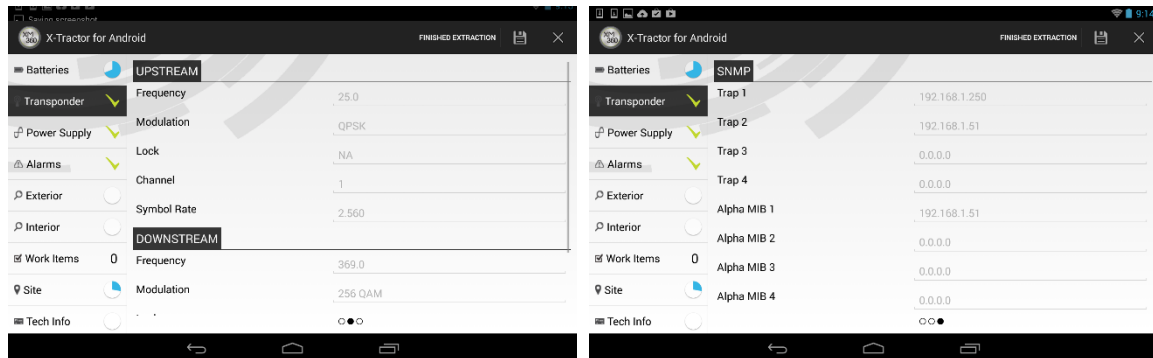 Saving screenshot
XM 360 X-Tractor for Android FINISHED EXTRACTION
Batteries
Transponder
Power Supply
Alarms
Exterior
Interior
Work Items 0
Site
Tech Info
UPSTREAM
Frequency 25.0
Modulation QPSK
Lock NA
Channel 1
Symbol Rate 2.560
DOWNSTREAM
Frequency 369.0
Modulation 256 QAM
9:14
XM 360 X-Tractor for Android FINISHED EXTRACTION
Batteries
Transponder
Power Supply
Alarms
Exterior
Interior
Work Items 0
Site
Tech Info
SNMP
Trap 1 192.168.1.250
Trap 2 192.168.1.51
Trap 3 0.0.0.0
Trap 4 0.0.0.0
Alpha MIB 1 192.168.1.51
Alpha MIB 2 0.0.0.0
Alpha MIB 3 0.0.0.0
Alpha MIB 4 0.0.0.0